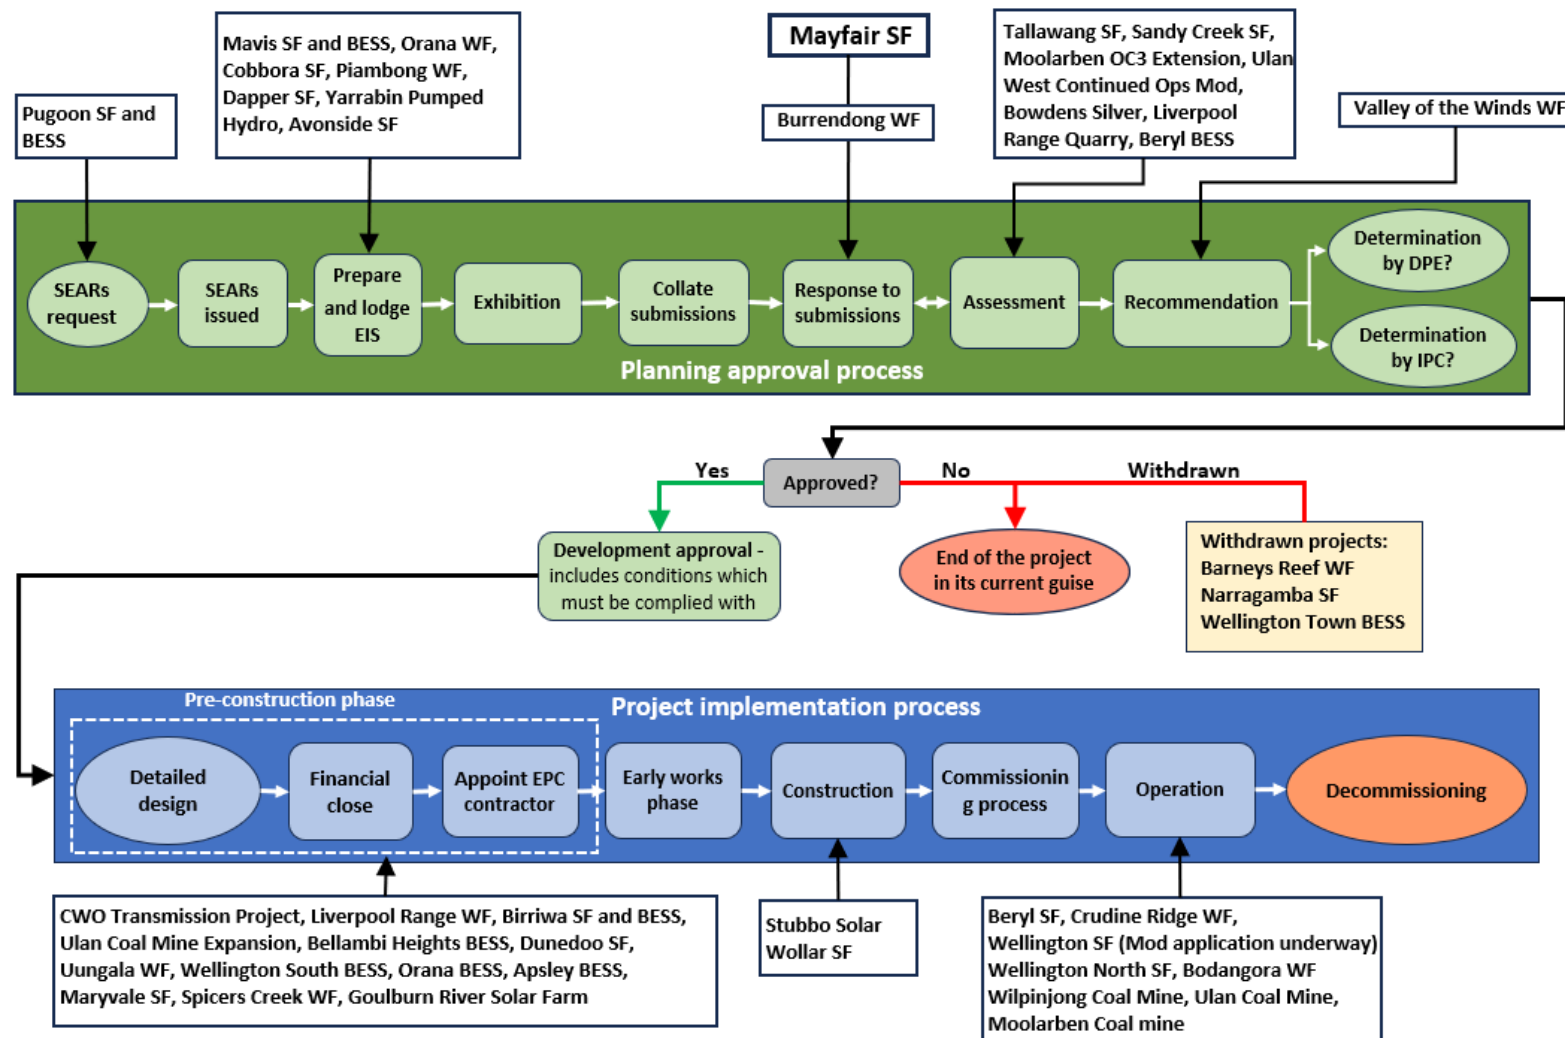 Pugoon SF and
BESS
Mavis SF and BESS, Orana WF,
Cobbora SF, Piambong WF,
Dapper SF, Yarrabin Pumped
Hydro, Avonside SF
Mayfair SF
Burrendong WF
Tallawang SF, Sandy Creek SF,
Moolarben OC3 Extension, Ulan
West Continued Ops Mod,
Bowdens Silver, Liverpool
Range Quarry, Beryl BESS
Valley of the Winds WF
SEARs
request
SEARs
issued
Prepare
and lodge
EIS
Exhibition
Collate
submissions
Response to
submissions
Assessment
Recommendation
Determination
by DPE?
Determination
by IPC?
Planning approval process
Approved?
Yes
No
Withdrawn
Development approval -
includes conditions which
must be complied with
End of the project
in its current guise
Withdrawn projects:
Barneys Reef WF
Narragamba SF
Wellington Town BESS
Pre-construction phase
Project implementation process
Detailed
design
Financial
close
Appoint EPC
contractor
Early works
phase
Construction
Commissionin
g process
Operation
Decommissioning
CWO Transmission Project, Liverpool Range WF, Birriwa SF and BESS,
Ulan Coal Mine Expansion, Bellambi Heights BESS, Dunedoo SF,
Uungala WF, Wellington South BESS, Orana BESS, Apsley BESS,
Maryvale SF, Spicers Creek WF, Goulburn River Solar Farm
Stubbo Solar
Wollar SF
Beryl SF, Crudine Ridge WF,
Wellington SF (Mod application underway)
Wellington North SF, Bodangora WF
Wilpinjong Coal Mine, Ulan Coal Mine,
Moolarben Coal mine